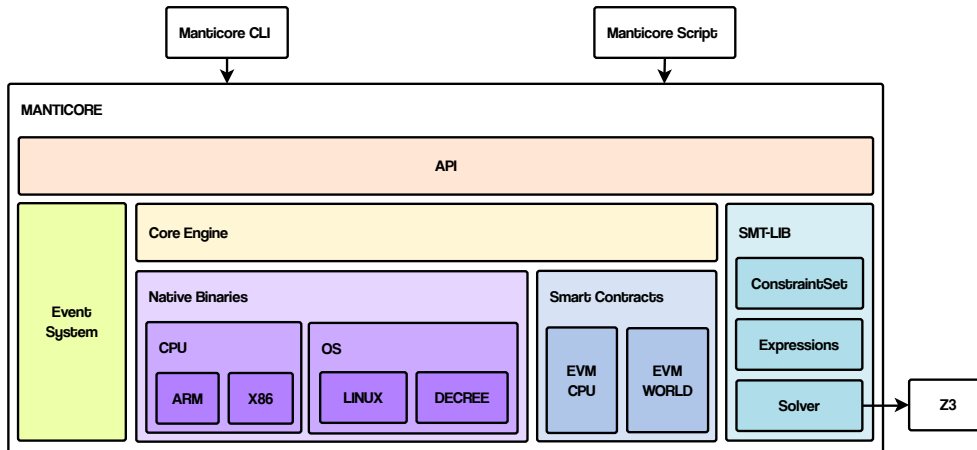 Manticore CLI
Manticore Script
MANTICORE
API
Event
System
Core Engine
SMT-LIB
ConstraintSet
Expressions
Solver
Native Binaries
CPU
ARM
X86
OS
LINUX
DECREE
Smart Contracts
EVM
CPU
EVM
WORLD
Z3